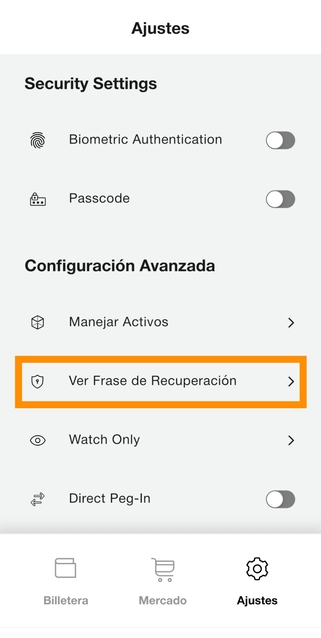 Ajustes
Security Settings
Biometric Authentication
Passcode
Configuración Avanzada
Manejar Activos
Ver Frase de Recuperación
Watch Only
Direct Peg-In
Billetera
Mercado
Ajustes